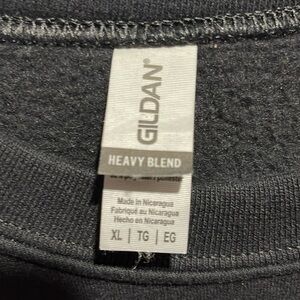 GILDAN®
HEAVY BLEND
Made in Nicaragua
Fabriqué au Nicaragua
Hecho en Nicaragua
XL | TG | EG